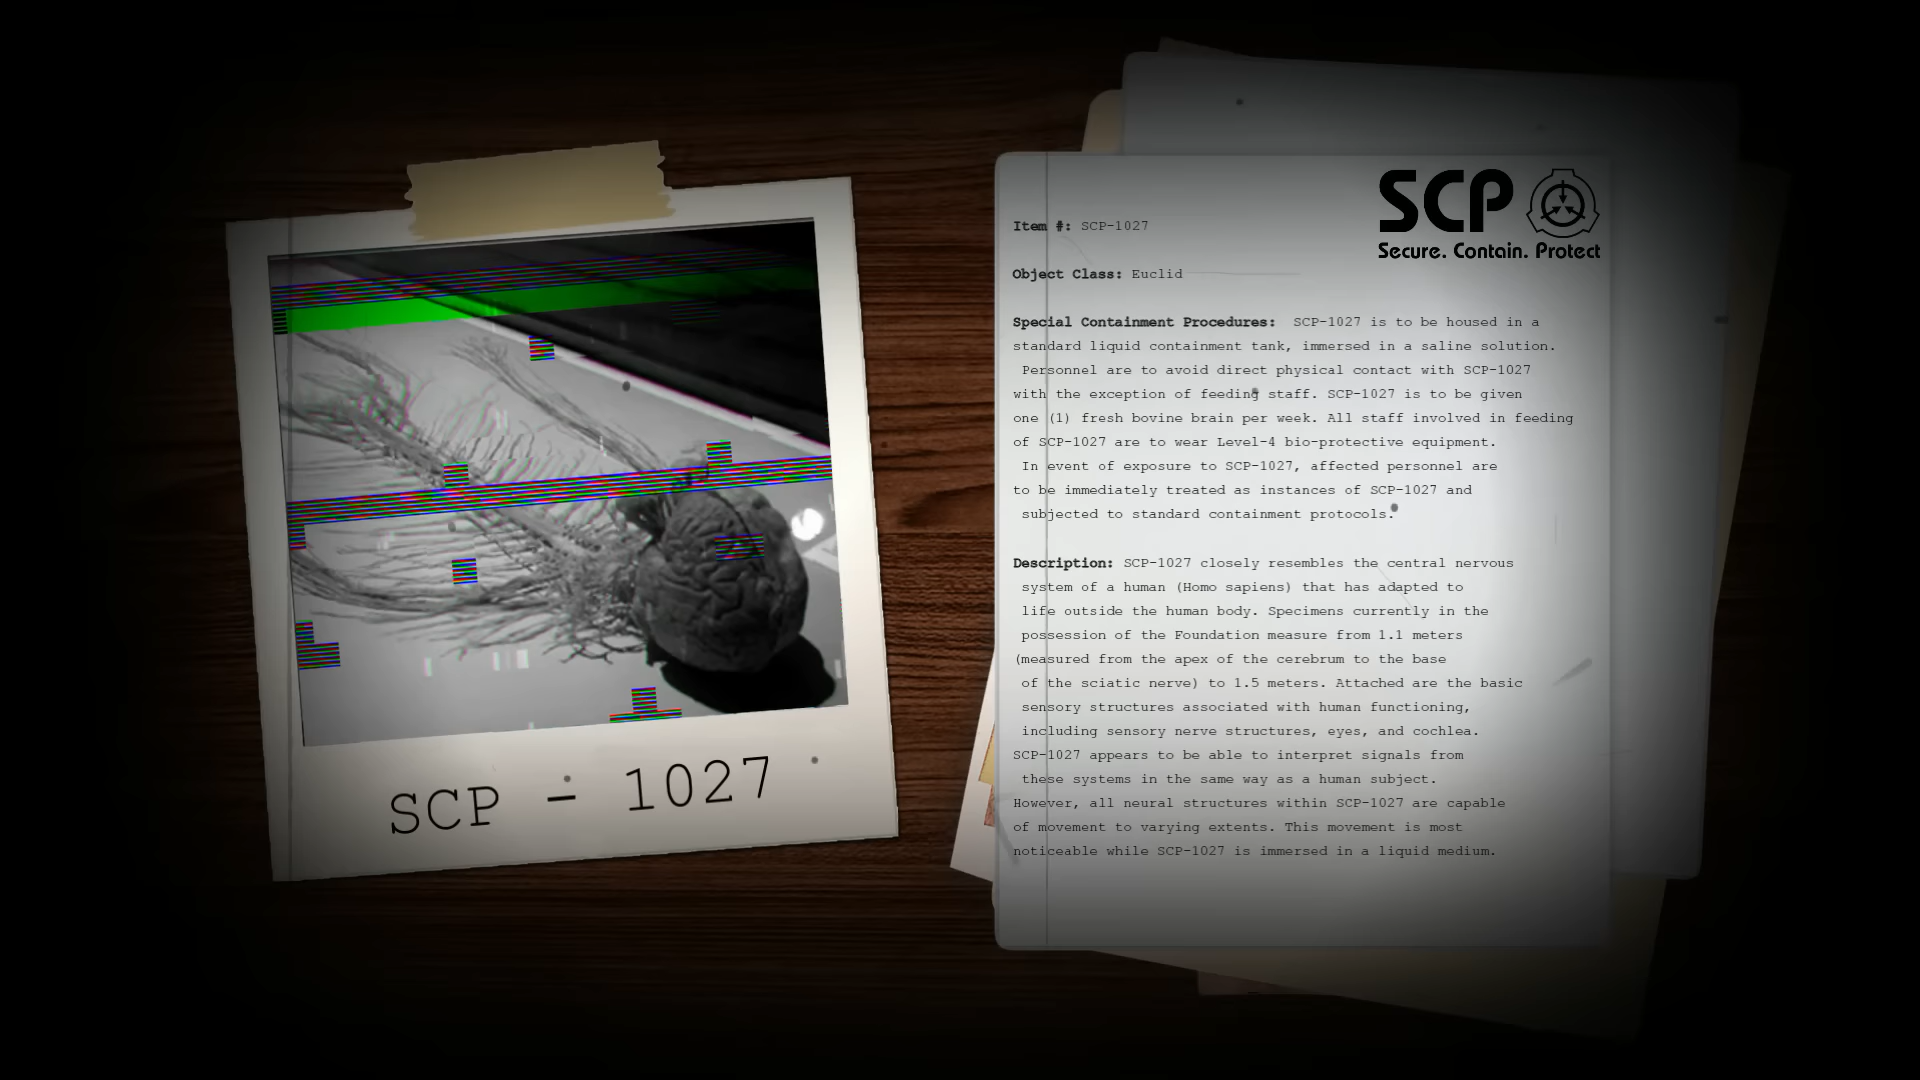 SCP - 1027
SCP
Secure. Contain. Protect
Item #: SCP-1027
Object Class: Euclid
Special Containment Procedures: SCP-1027 is to be housed in a
standard liquid containment tank, immersed in a saline solution.
Personnel are to avoid direct physical contact with SCP-1027
with the exception of feeding staff. SCP-1027 is to be given
one (1) fresh bovine brain per week. All staff involved in feeding
of SCP-1027 are to wear Level-4 bio-protective equipment.
In event of exposure to SCP-1027, affected personnel are
to be immediately treated as instances of SCP-1027 and
subjected to standard containment protocols.
Description: SCP-1027 closely resembles the central nervous
system of a human (Homo sapiens) that has adapted to
life outside the human body. Specimens currently in the
possession of the Foundation measure from 1.1 meters
(measured from the apex of the cerebrum to the base
of the sciatic nerve) to 1.5 meters. Attached are the basic
sensory structures associated with human functioning,
including sensory nerve structures, eyes, and cochlea.
SCP-1027 appears to be able to interpret signals from
these systems in the same way as a human subject.
However, all neural structures within SCP-1027 are capable
of movement to varying extents. This movement is most
noticeable while SCP-1027 is immersed in a liquid medium.